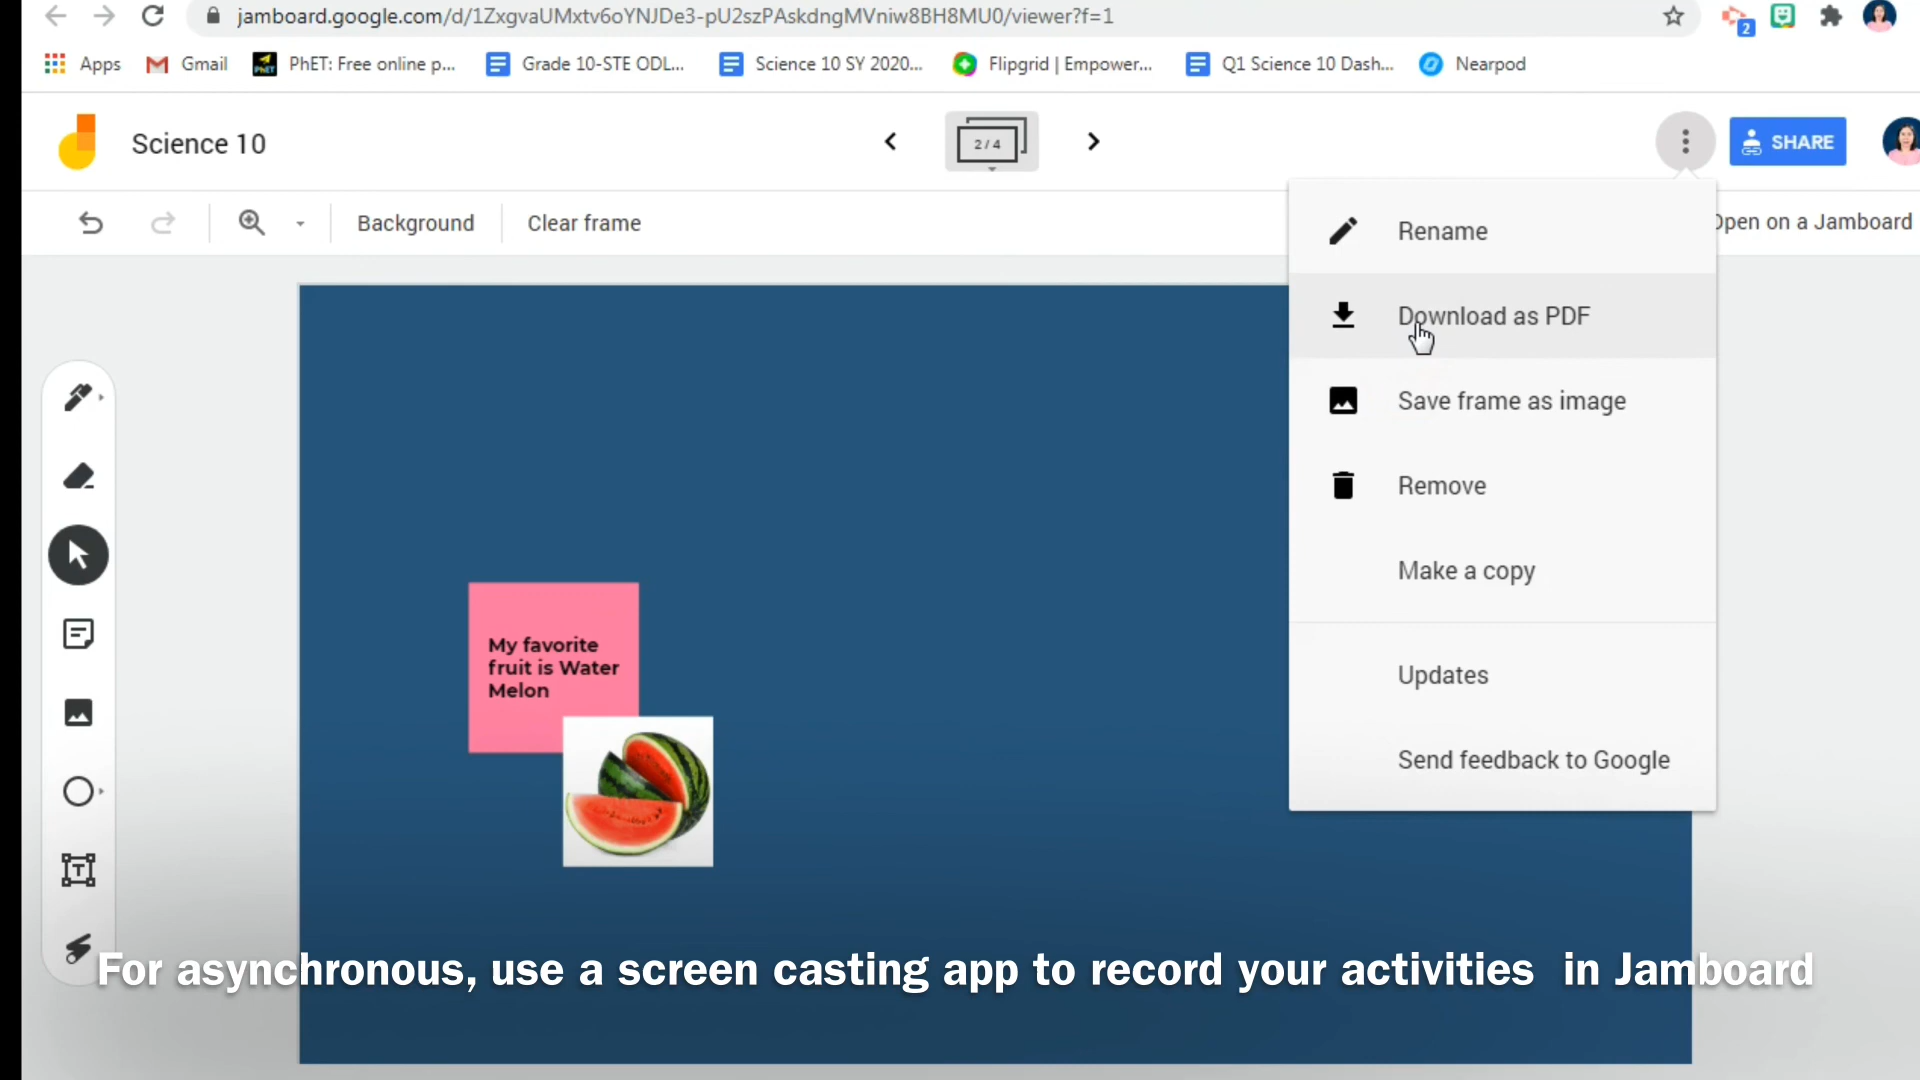 jamboard.google.com/d/1ZxgvaUMxtv6oYNJDe3-pU2szPAskdngMVniw8BH8MU0/viewer?f=1
2
Apps
Gmail
PhET: Free online p...
Grade 10-STE ODL...
Science 10 SY 2020...
Flipgrid | Empower...
Q1 Science 10 Dash...
Nearpod
Science 10
2 / 4
SHARE
Background
Clear frame
Open on a Jamboard
Rename
Download as PDF
Save frame as image
Remove
Make a copy
Updates
Send feedback to Google
My favorite
fruit is Water
Melon
For asynchronous, use a screen casting app to record your activities  in Jamboard